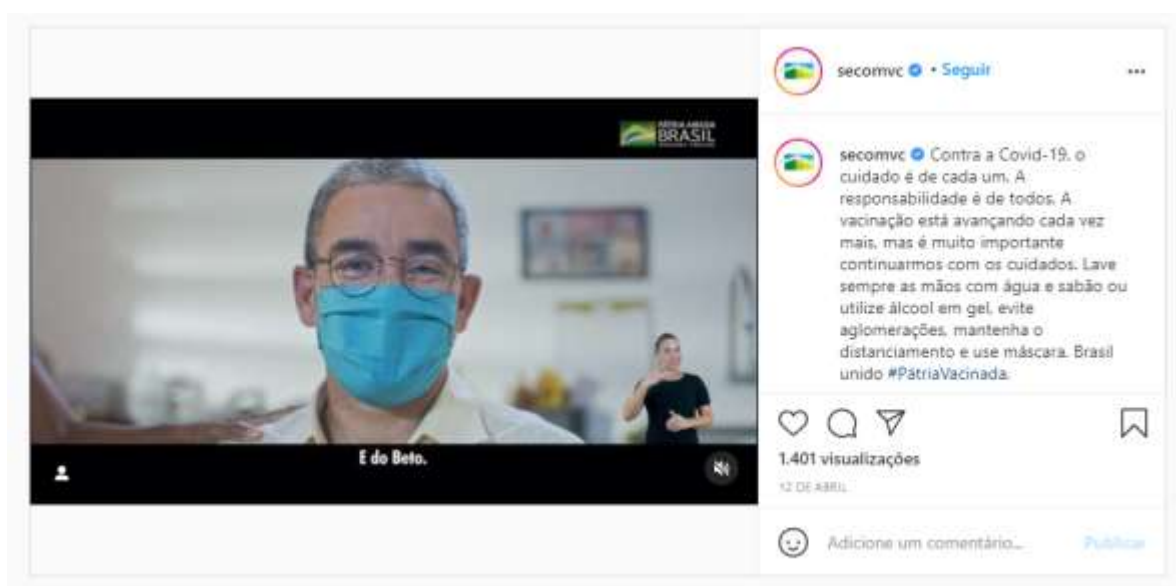 secomvc • Seguir
PÁTRIA AMADA
BRASIL
secomvc Contra a Covid-19, o
cuidado é de cada um. A
responsabilidade é de todos. A
vacinação está avançando cada vez
mais, mas é muito importante
continuarmos com os cuidados. Lave
sempre as mãos com água e sabão ou
utilize álcool em gel, evite
aglomerações, mantenha o
distanciamento e use máscara. Brasil
unido #PátriaVacinada.
E do Beto.
1.401 visualizações
12 DE ABRIL
Adicione um comentário... Publicar